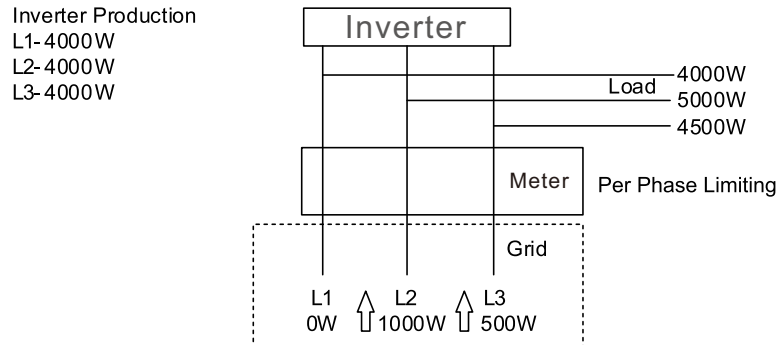 Inverter Production
L1-4000W
L2-4000W
L3-4000W
Inverter
Load
4000W
5000W
4500W
Meter
Per Phase Limiting
Grid
L1 L2 L3
0W 1000W 500W